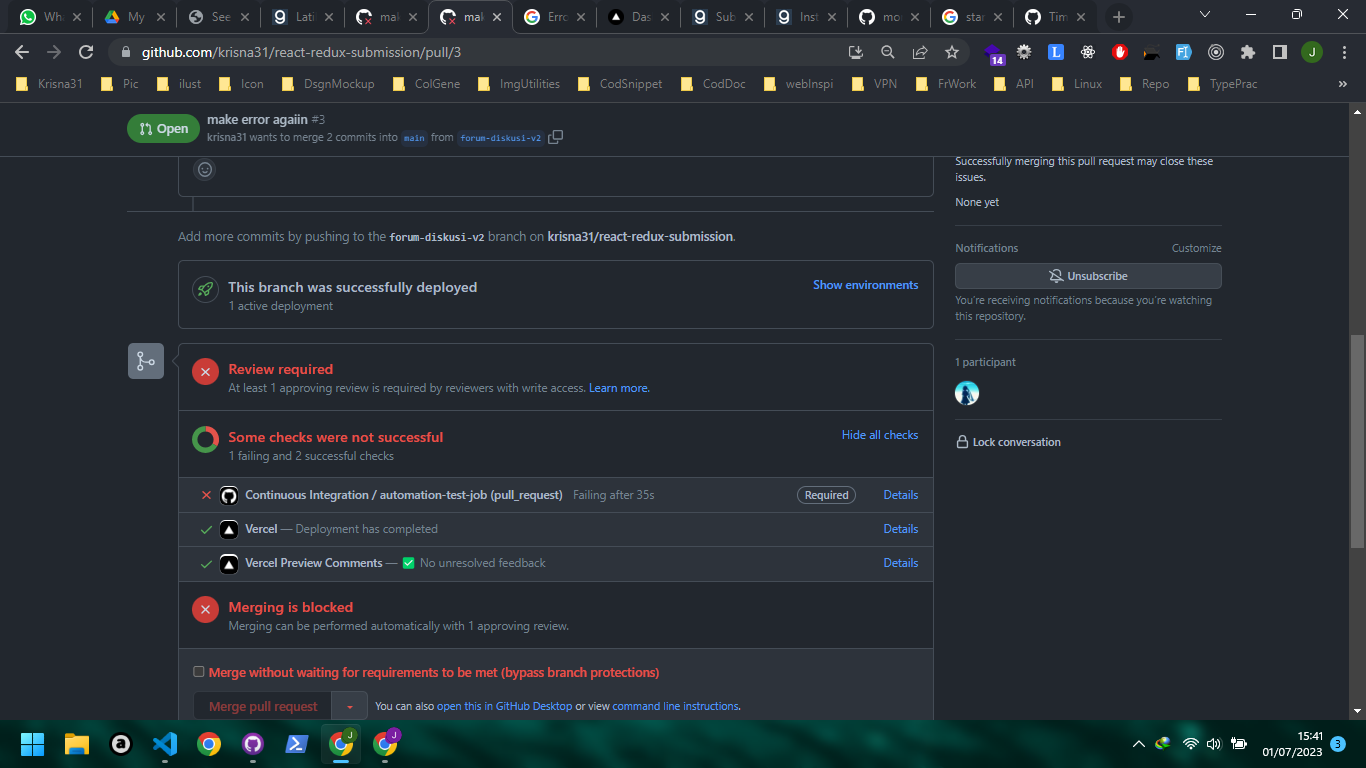 Wha
My
See
Lati
mak
mak
Erro
Das
Sub
Inst
mo
star
Tim
github.com/krisna31/react-redux-submission/pull/3
14
J
Krisna31
Pic
ilust
Icon
DsgnMockup
ColGene
ImgUtilities
CodSnippet
CodDoc
webInspi
VPN
FrWork
API
Linux
Repo
TypePrac
»
Open
make error agaiin #3
krisna31 wants to merge 2 commits into main from forum-diskusi-v2
Successfully merging this pull request may close these
issues.
None yet
Add more commits by pushing to the forum-diskusi-v2 branch on krisna31/react-redux-submission.
Notifications
Customize
Unsubscribe
You're receiving notifications because you're watching
this repository.
This branch was successfully deployed
Show environments
1 active deployment
1 participant
Lock conversation
Review required
At least 1 approving review is required by reviewers with write access. Learn more.
Some checks were not successful
Hide all checks
1 failing and 2 successful checks
Continuous Integration / automation-test-job (pull_request) Failing after 35s
Required
Details
Vercel — Deployment has completed
Details
Vercel Preview Comments — ✅ No unresolved feedback
Details
Merging is blocked
Merging can be performed automatically with 1 approving review.
Merge without waiting for requirements to be met (bypass branch protections)
Merge pull request
You can also open this in GitHub Desktop or view command line instructions.
a
J
J
15:41
01/07/2023
3